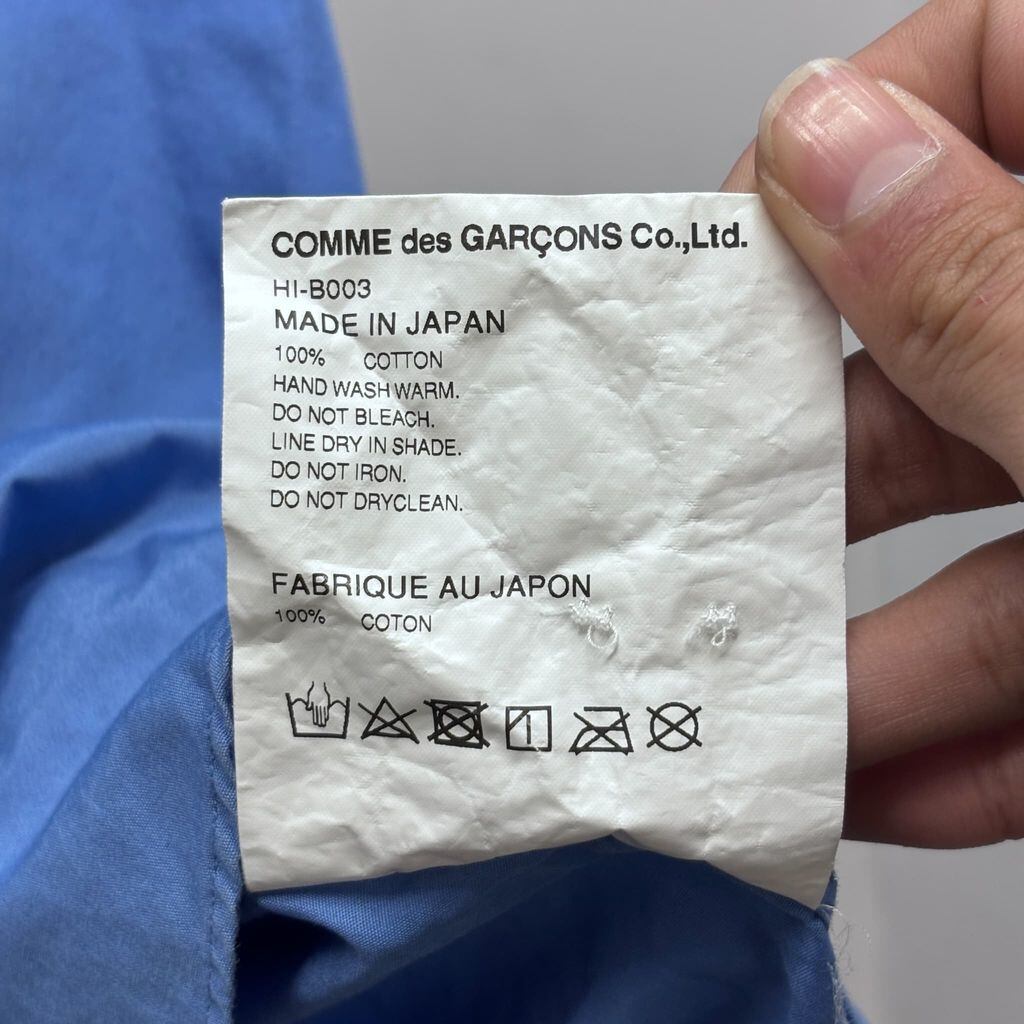 COMME des GARÇONS Co.,Ltd.
HI-B003
MADE IN JAPAN
100% COTTON
HAND WASH WARM.
DO NOT BLEACH.
LINE DRY IN SHADE.
DO NOT IRON.
DO NOT DRYCLEAN.
FABRIQUE AU JAPON
100% COTON